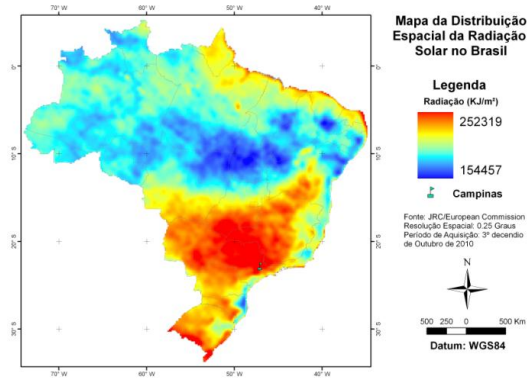 70° W
60° W
50° W
40° W
0°
10° S
20° S
30° S
70° W
60° W
50° W
40° W
Mapa da Distribuição
Espacial da Radiação
Solar no Brasil
Legenda
Radiação (KJ/m²)
252319
154457
Campinas
Fonte: JRC/European Commission
Resolução Espacial: 0.25 Graus
Período de Aquisição: 3º decendio
de Outubro de 2010
N
500 250 0 500 Km
Datum: WGS84